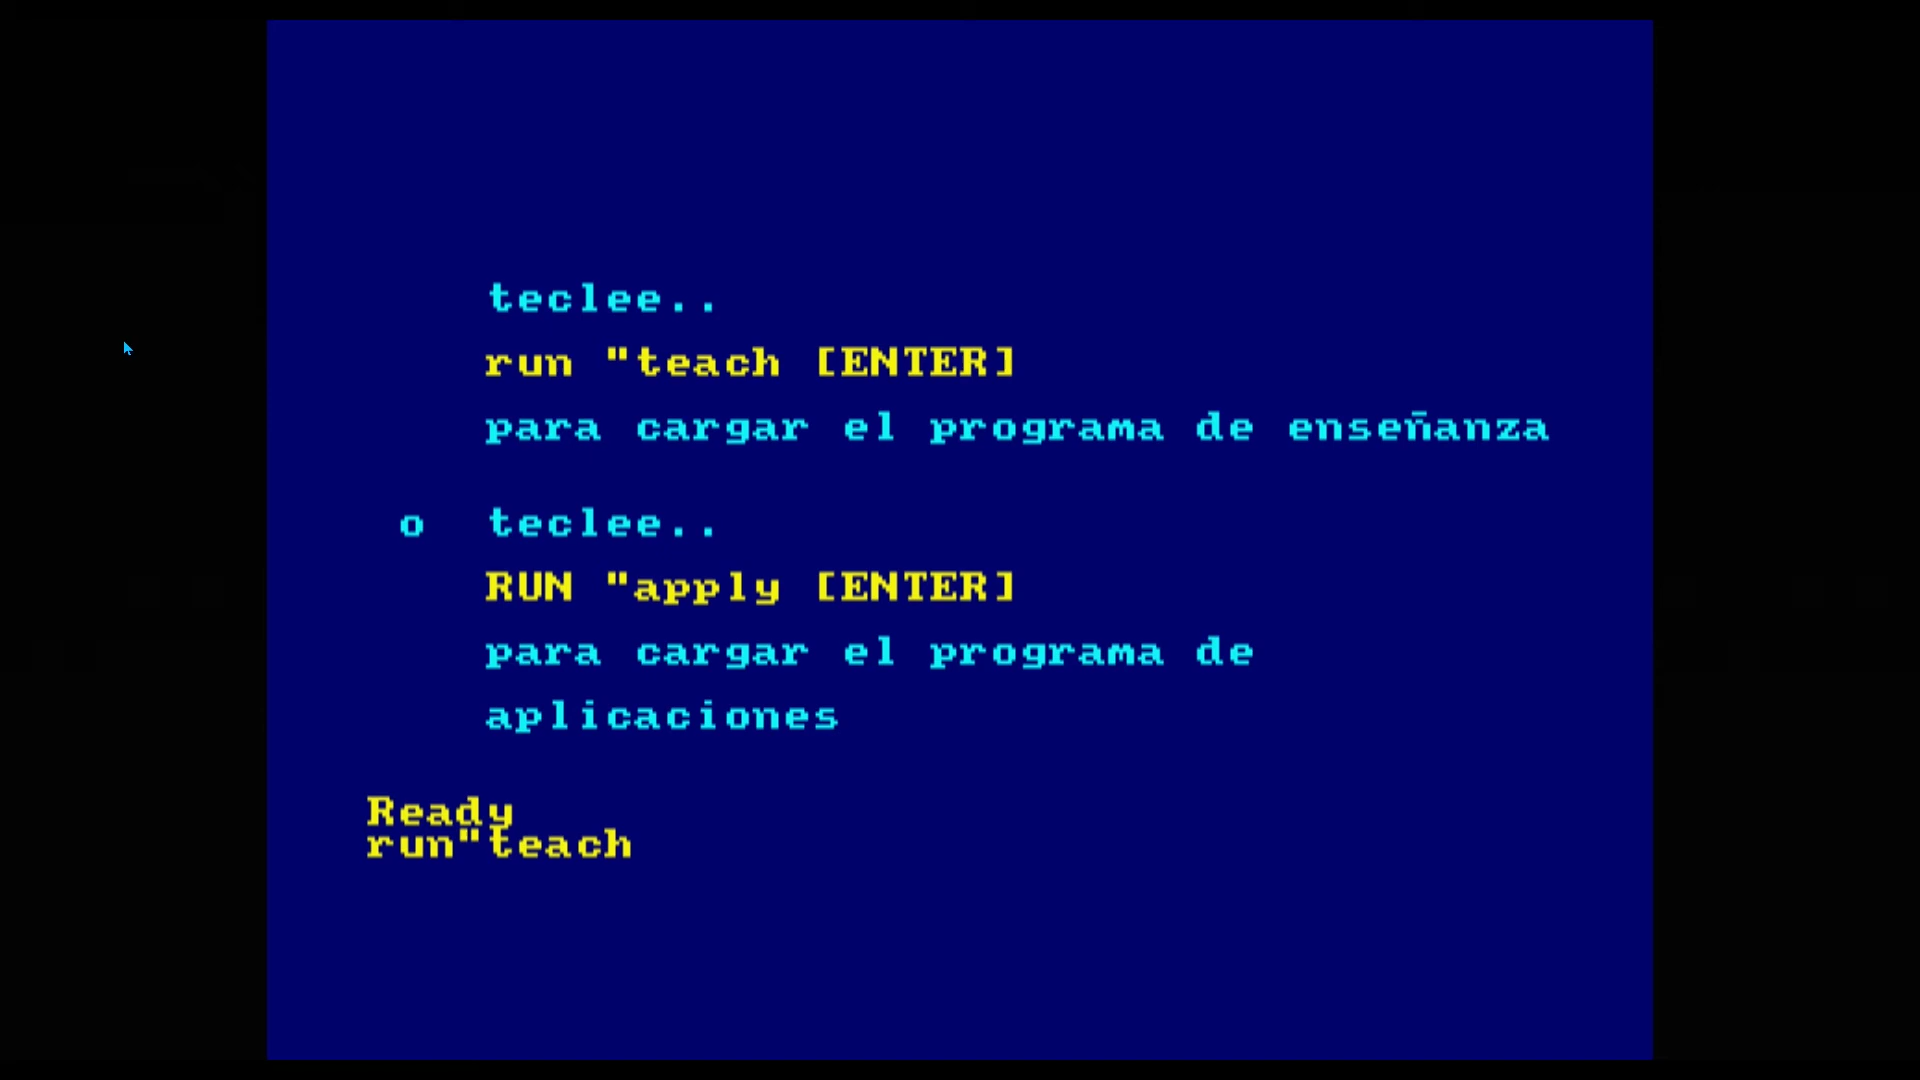 teclee..
run "teach [ENTER]
para cargar el programa de enseñanza
o teclee..
RUN "apply [ENTER]
para cargar el programa de
aplicaciones
Ready
run"teach